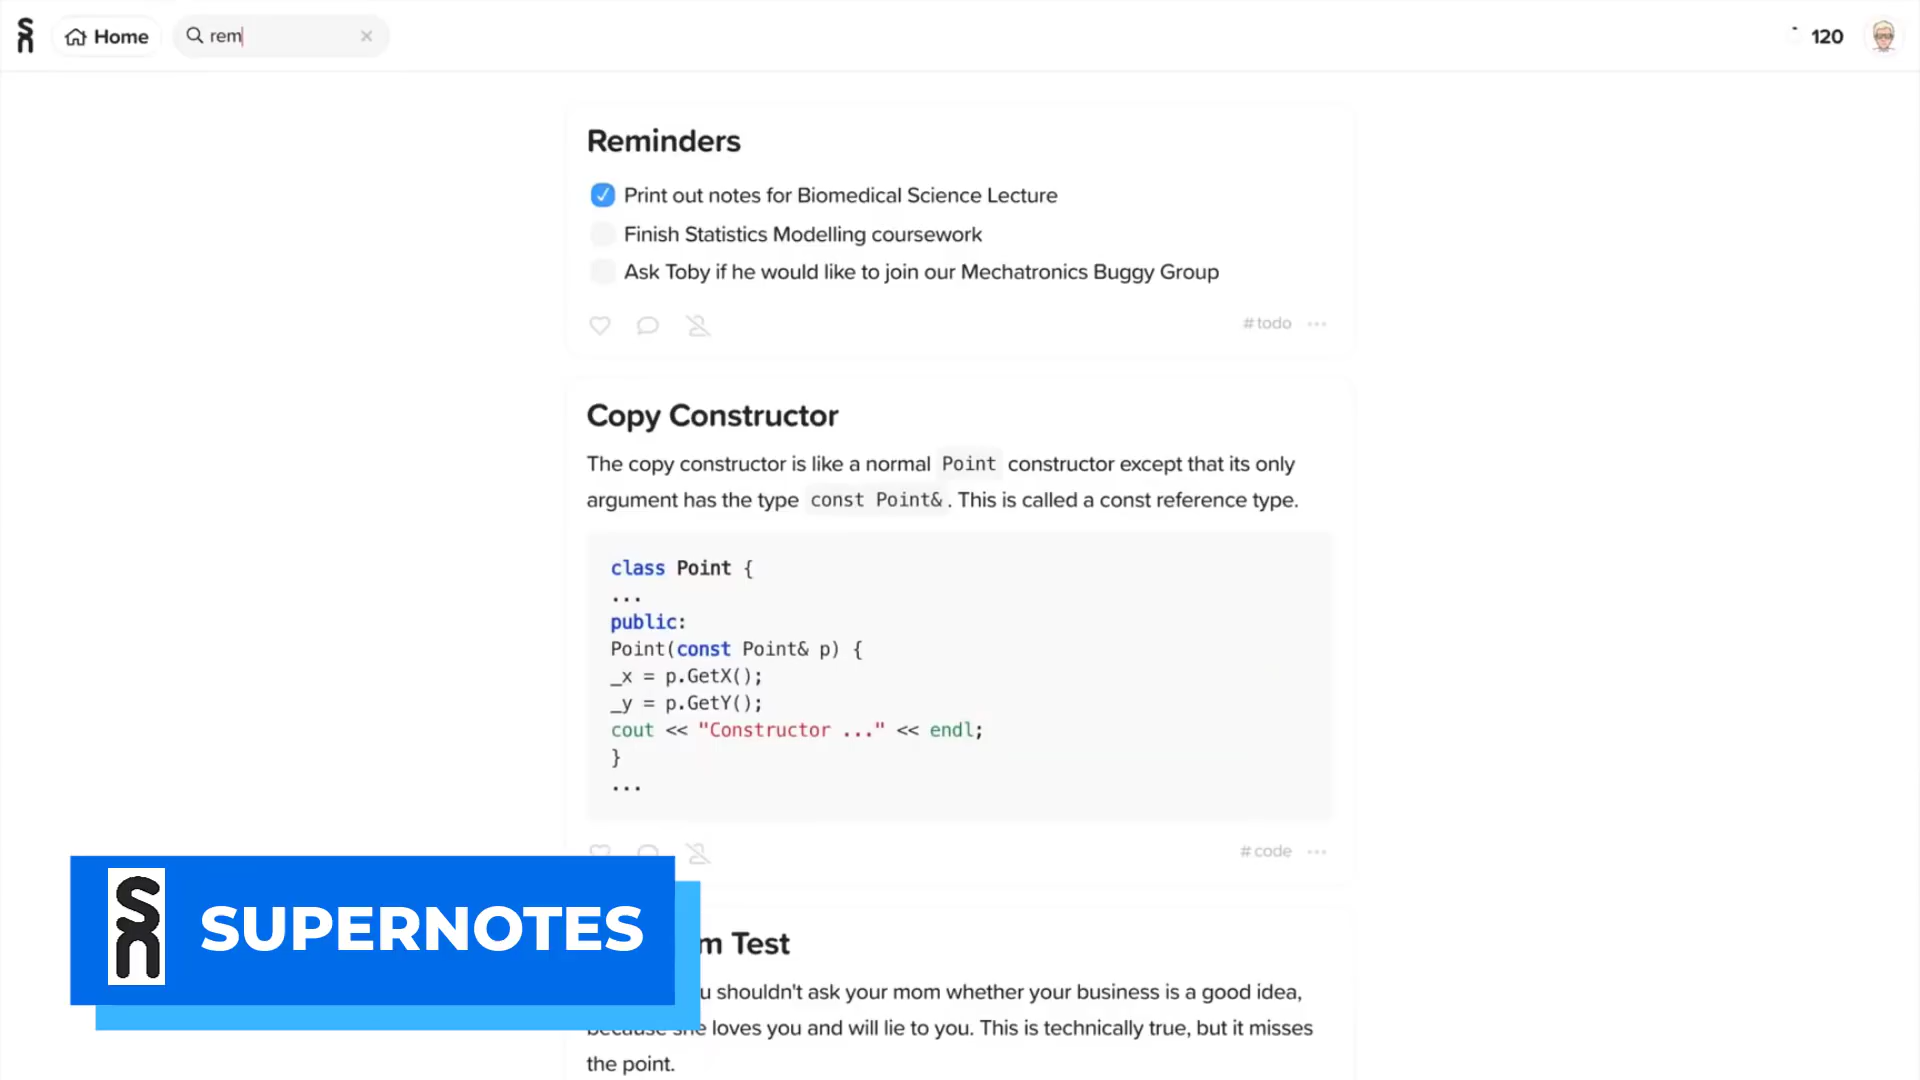 Home
rem
120
Reminders
Print out notes for Biomedical Science Lecture
Finish Statistics Modelling coursework
Ask Toby if he would like to join our Mechatronics Buggy Group
#todo
Copy Constructor
The copy constructor is like a normal Point constructor except that its only
argument has the type const Point&. This is called a const reference type.
class Point {
...
public:
Point(const Point& p) {
_x = p.GetX();
_y = p.GetY();
cout << "Constructor ..." << endl;
}
...
#code
sn SUPERNOTES
m Test
u shouldn't ask your mom whether your business is a good idea,
because she loves you and will lie to you. This is technically true, but it misses
the point.